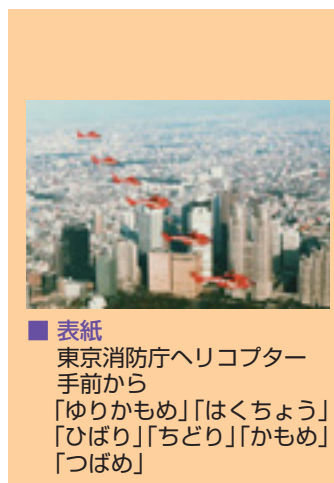 ■ 表紙
東京消防庁ヘリコプター
手前から
「ゆりかもめ」「はくちょう」
「ひばり」「ちどり」「かもめ」
「つばめ」